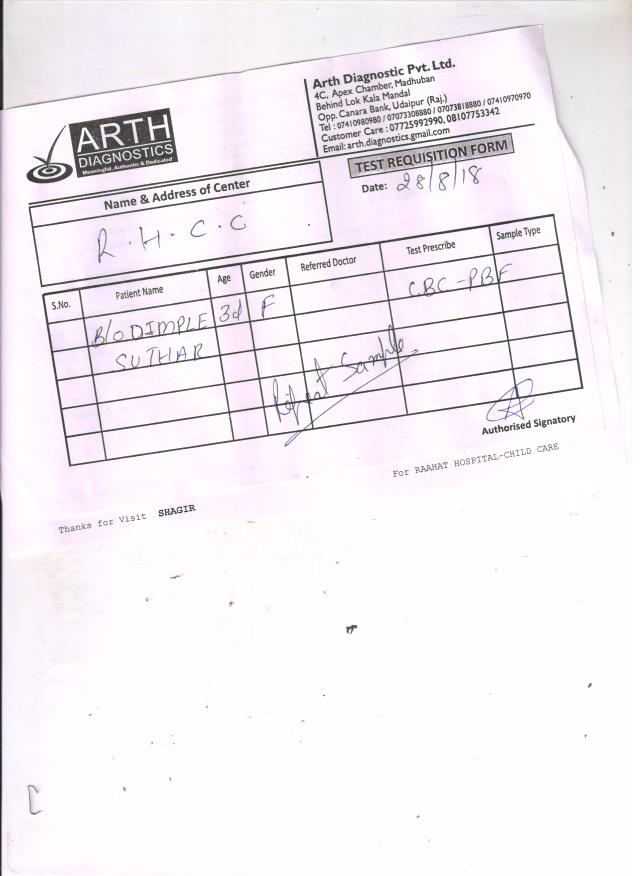 ARTH
DIAGNOSTICS
Meaningful, Authentic & Dedicated
Arth Diagnostic Pvt. Ltd.
4C, Apex Chamber, Madhuban
Behind Lok Kala Mandal
Opp. Canara Bank, Udaipur (Raj.)
Tel : 07410980980 / 07073308880 / 07073818880 / 07410970970
Customer Care : 07725992990, 08107753342
Email: arth.diagnostics.gmail.com
TEST REQUISITION FORM
Date: 28/8/18
Name & Address of Center
R.H.C.C
S.No. Patient Name Age Gender Referred Doctor Test Prescribe Sample Type
B/O DIMPLE 3d F CBC-PBF
SUTHAR
Repeat Sample
Authorised Signatory
For RAAHAT HOSPITAL-CHILD CARE
Thanks for Visit SHAGIR